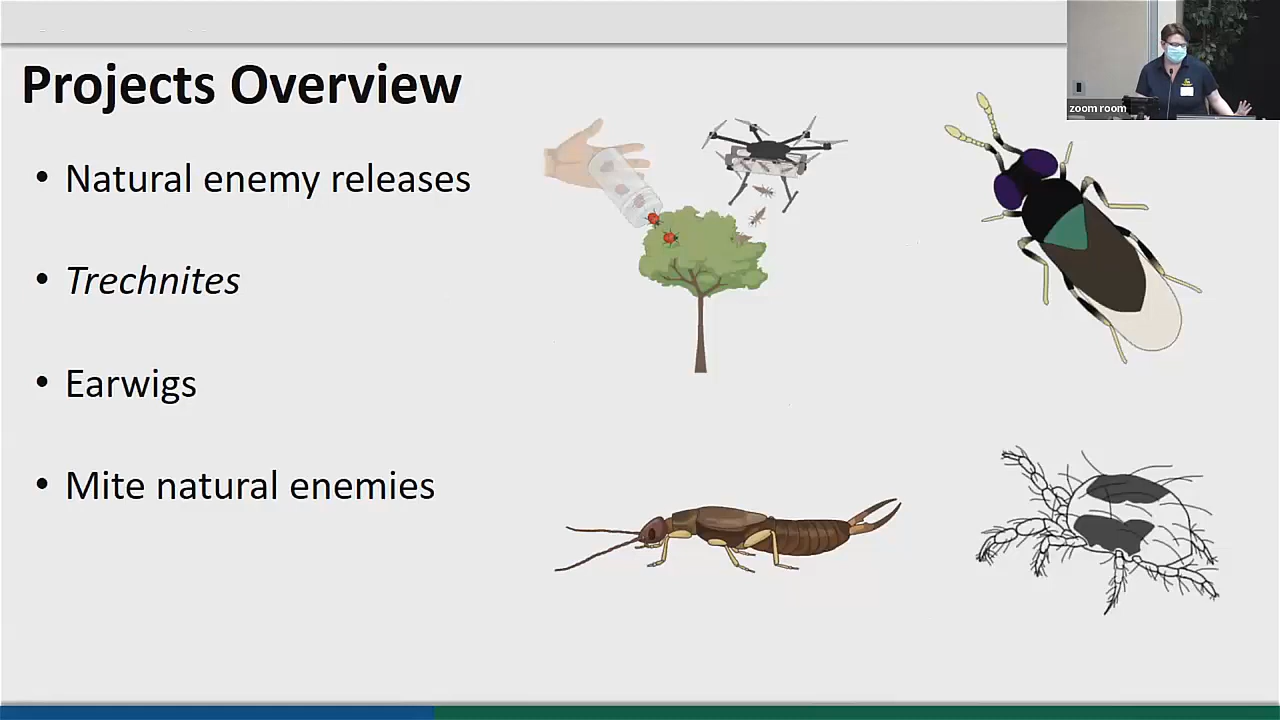 Projects Overview
• Natural enemy releases
• Trechnites
• Earwigs
• Mite natural enemies
zoom room